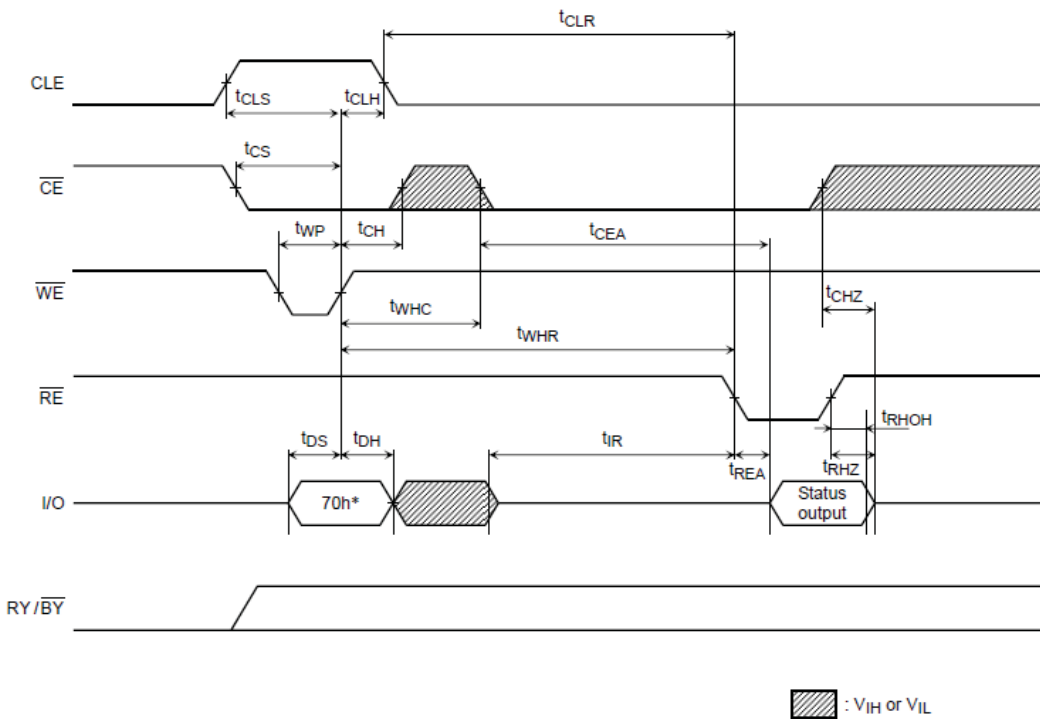 tCLR
CLE
tCLS
tCLH
tCS
CE
tWP
tCH
tCEA
WE
tWHC
tCHZ
tWHR
RE
tDS
tDH
tIR
tREA
tRHOH
tRHZ
I/O
70h*
Status
output
RY/BY
: VIH or VIL